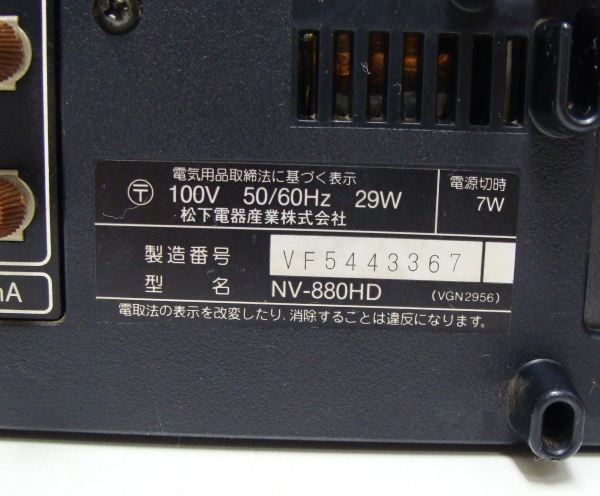 電気用品取締法に基づく表示
〒 100V 50/60Hz 29W
松下電器産業株式会社
電源切時
7W
製造番号 VF5443367
型 名 NV-880HD (VGN2956)
電取法の表示を改変したり、消除することは違反になります。